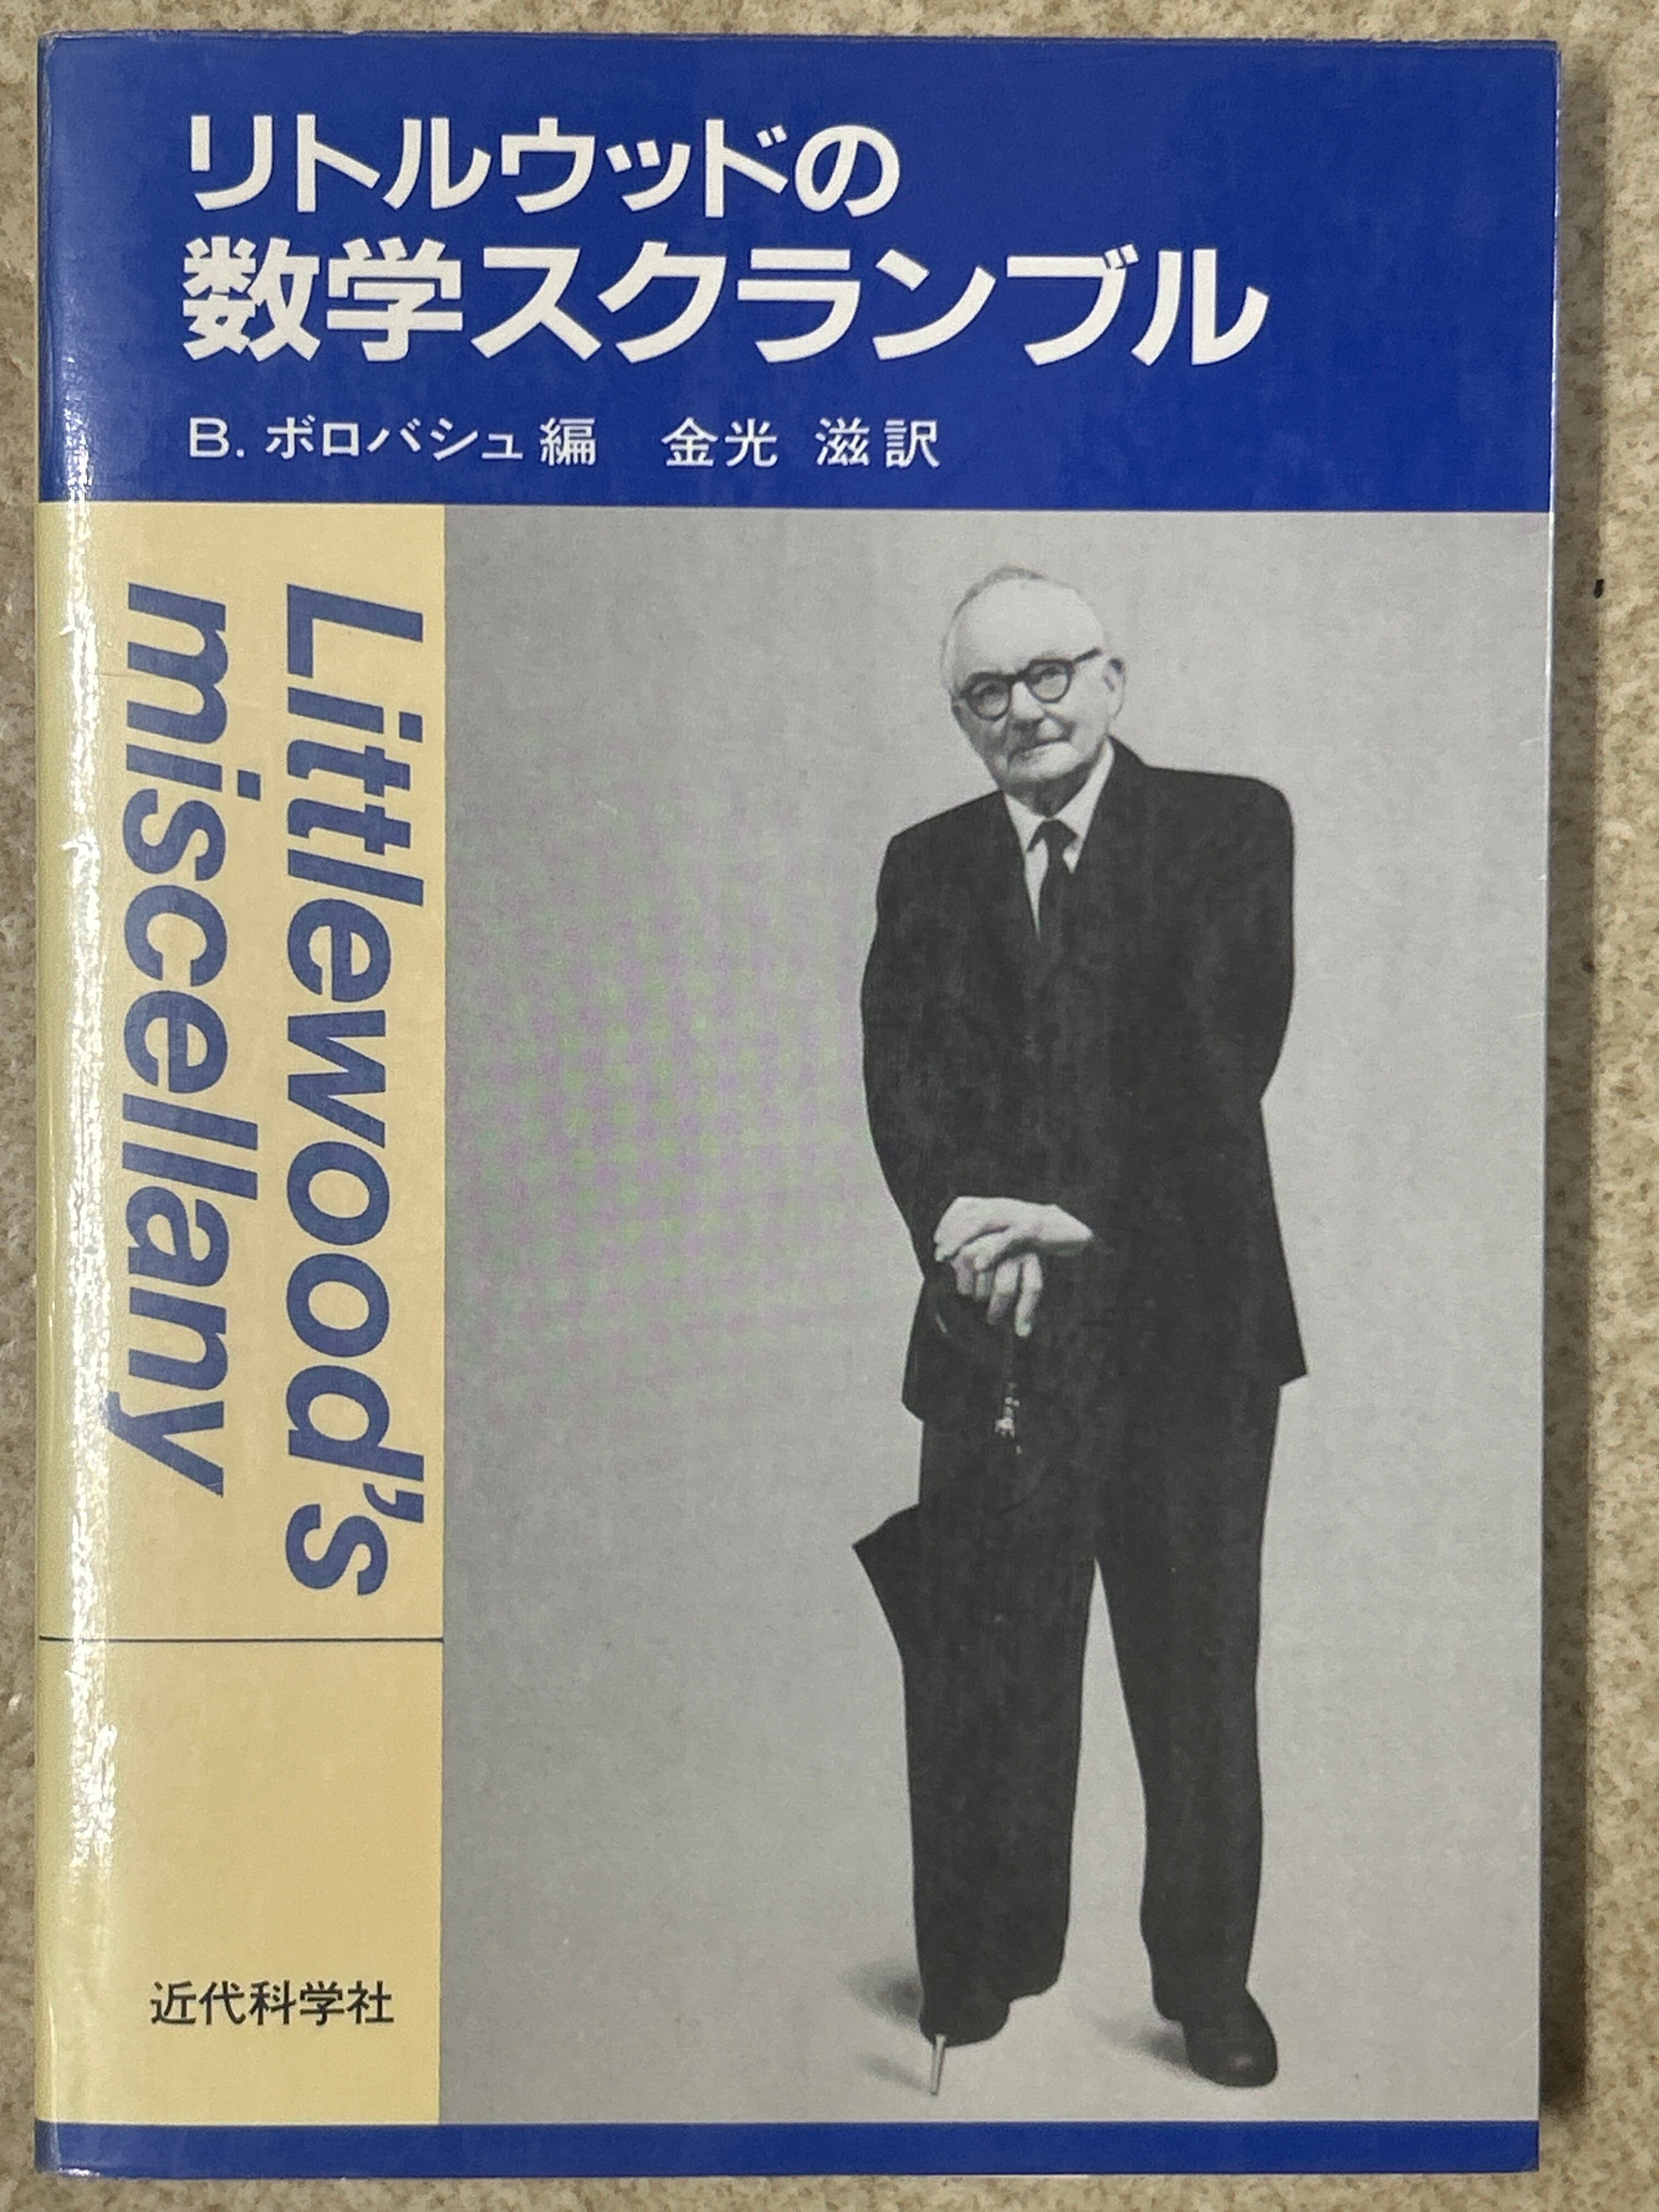 リトルウッドの
数学スクランブル
B. ボロバシュ編 金光 滋訳
Littlewood's
miscellany
近代科学社